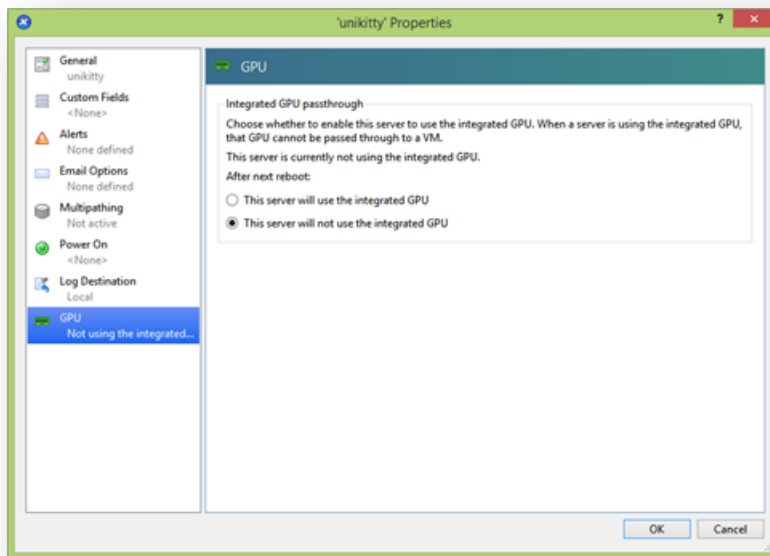 'unikitty' Properties
?
General
unikitty
Custom Fields
<None>
Alerts
None defined
Email Options
None defined
Multipathing
Not active
Power On
<None>
Log Destination
Local
GPU
Not using the integrated...
GPU
Integrated GPU passthrough
Choose whether to enable this server to use the integrated GPU. When a server is using the integrated GPU,
that GPU cannot be passed through to a VM.
This server is currently not using the integrated GPU.
After next reboot:
This server will use the integrated GPU
This server will not use the integrated GPU
OK
Cancel